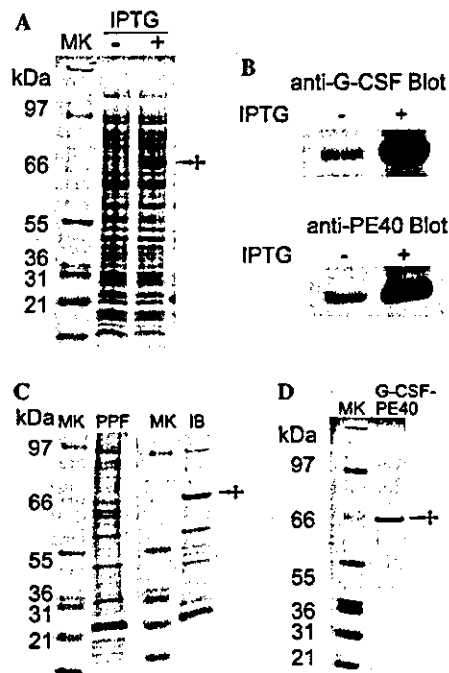 A
IPTG
MK - +
kDa
97
66
55
36
31
21
B
anti-G-CSF Blot
IPTG - +
anti-PE40 Blot
IPTG - +
C
kDa MK PPF MK IB
97
66
55
36
31
21
D
G-CSF-
MK PE40
kDa
97
66
55
36
31
21